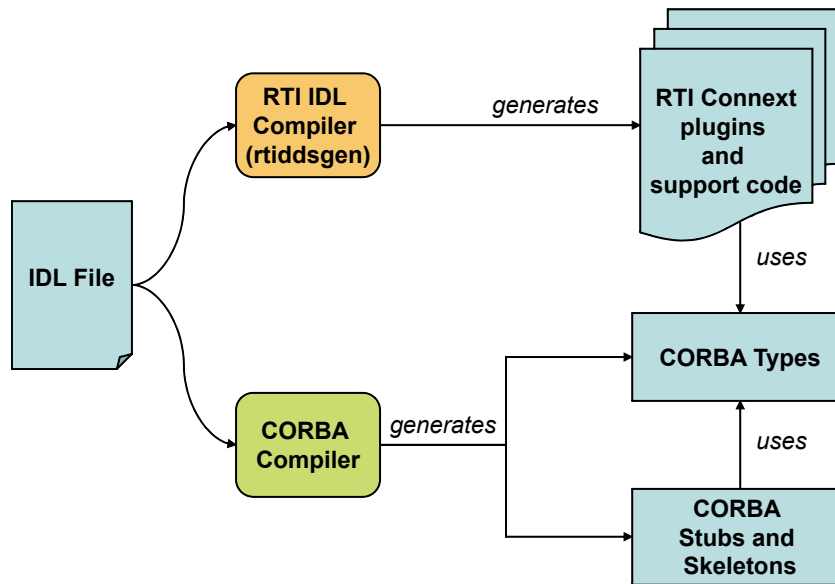 RTI IDL
Compiler
(rtiddsgen)
generates
RTI Connext
plugins
and
support code
IDL File
uses
CORBA Types
CORBA
Compiler
generates
uses
CORBA
Stubs and
Skeletons